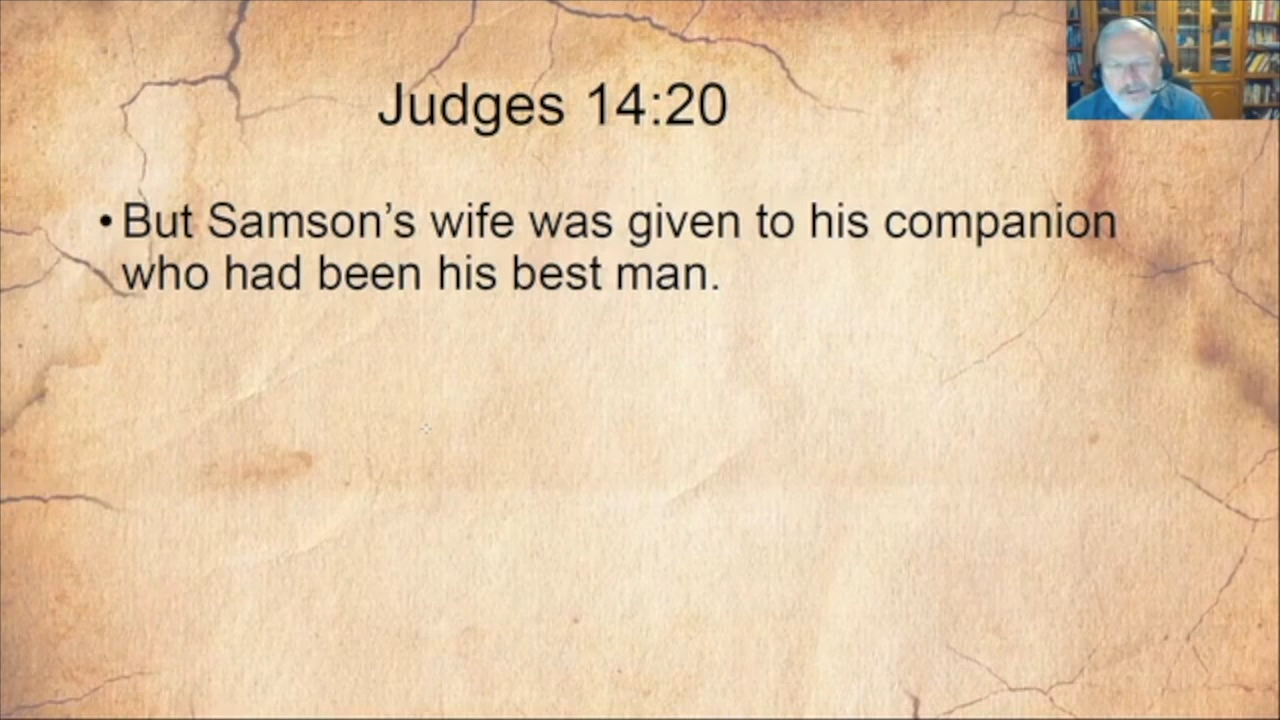 Judges 14:20
• But Samson’s wife was given to his companion
who had been his best man.